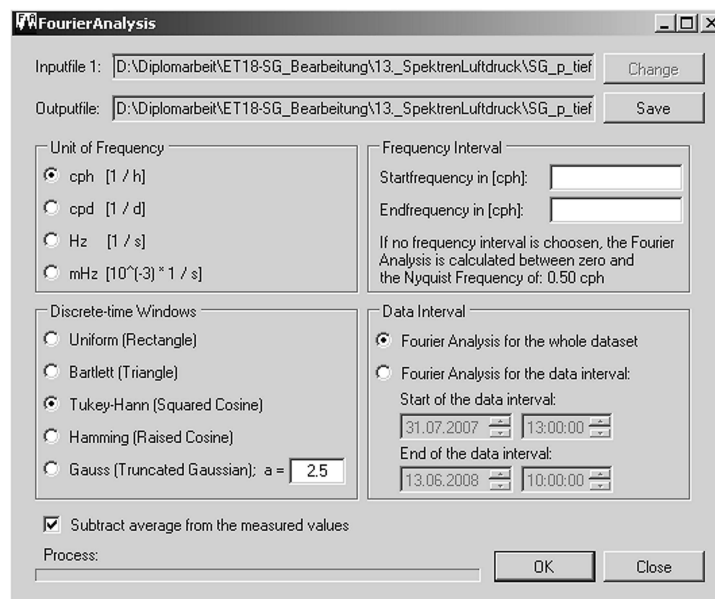 FourierAnalysis
Inputfile 1: D:\Diplomarbeit\ET18-SG_Bearbeitung\13._SpektrenLuftdruck\SG_p_tief Change
Outputfile: D:\Diplomarbeit\ET18-SG_Bearbeitung\13._SpektrenLuftdruck\SG_p_tief Save
Unit of Frequency
cph [1 / h]
cpd [1 / d]
Hz [1 / s]
mHz [10^(-3) * 1 / s]
Frequency Interval
Startfrequency in [cph]:
Endfrequency in [cph]:
If no frequency interval is choosen, the Fourier
Analysis is calculated between zero and
the Nyquist Frequency of: 0.50 cph
Discrete-time Windows
Uniform (Rectangle)
Bartlett (Triangle)
Tukey-Hann (Squared Cosine)
Hamming (Raised Cosine)
Gauss (Truncated Gaussian); a = 2.5
Data Interval
Fourier Analysis for the whole dataset
Fourier Analysis for the data interval:
Start of the data interval:
31.07.2007 13:00:00
End of the data interval:
13.06.2008 10:00:00
Subtract average from the measured values
Process:
OK Close